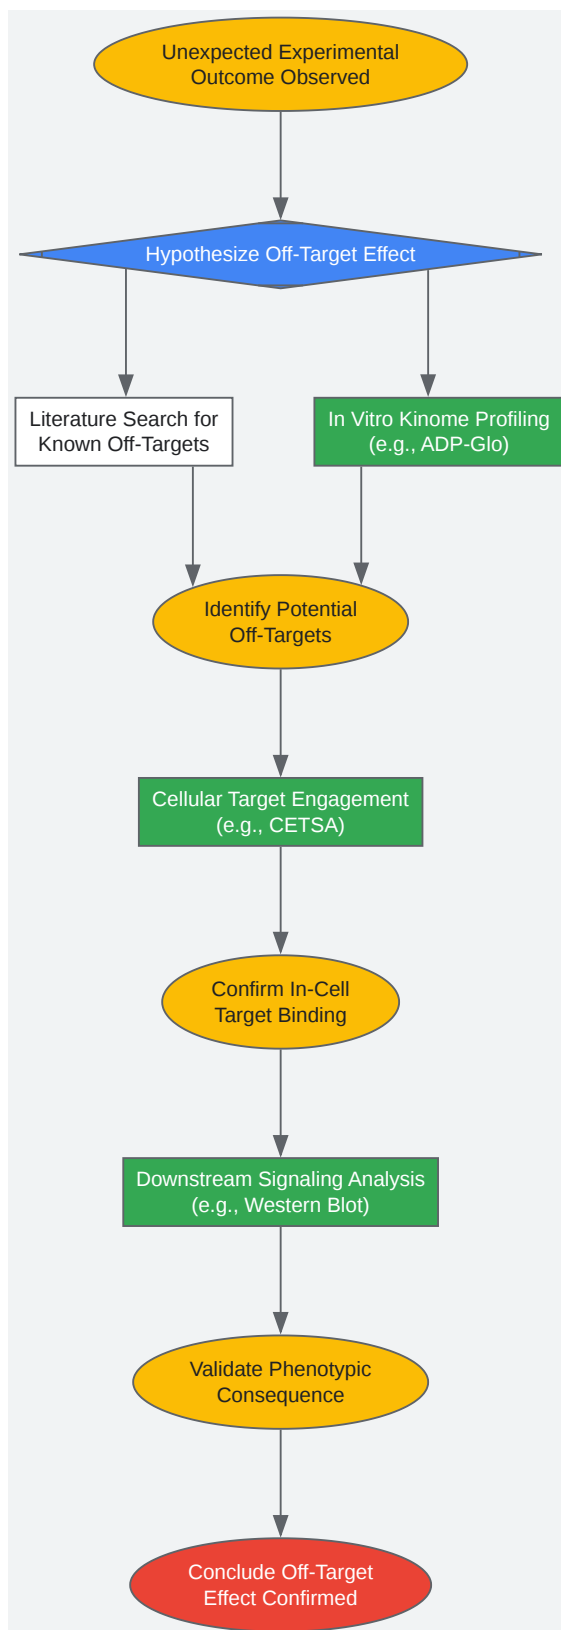 Unexpected Experimental
Outcome Observed
Hypothesize Off-Target Effect
Literature Search for
Known Off-Targets
In Vitro Kinome Profiling
(e.g., ADP-Glo)
Identify Potential
Off-Targets
Cellular Target Engagement
(e.g., CETSA)
Confirm In-Cell
Target Binding
Downstream Signaling Analysis
(e.g., Western Blot)
Validate Phenotypic
Consequence
Conclude Off-Target
Effect Confirmed